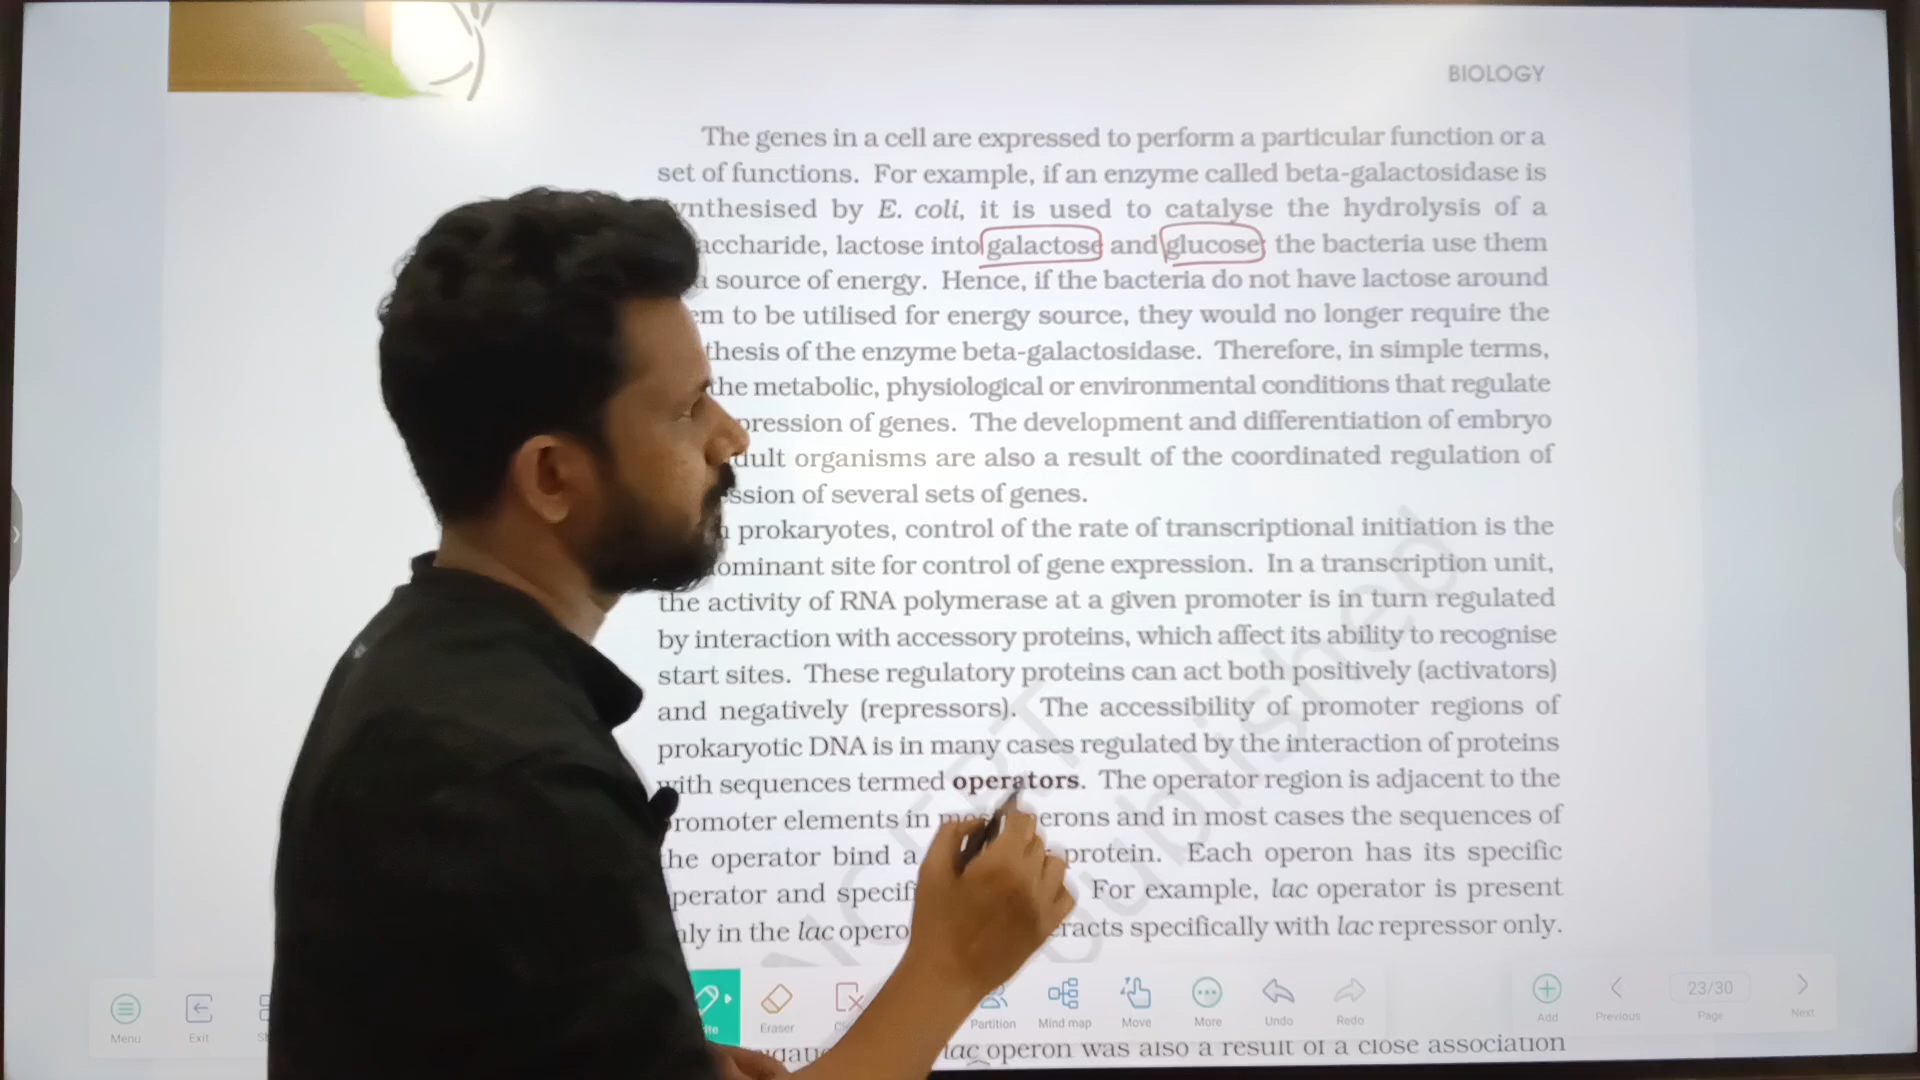 BIOLOGY
The genes in a cell are expressed to perform a particular function or a
set of functions. For example, if an enzyme called beta-galactosidase is
ynthesised by E. coli, it is used to catalyse the hydrolysis of a
accharide, lactose into galactose and glucose; the bacteria use them
a source of energy. Hence, if the bacteria do not have lactose around
em to be utilised for energy source, they would no longer require the
thesis of the enzyme beta-galactosidase. Therefore, in simple terms,
the metabolic, physiological or environmental conditions that regulate
pression of genes. The development and differentiation of embryo
dult organisms are also a result of the coordinated regulation of
ssion of several sets of genes.
n prokaryotes, control of the rate of transcriptional initiation is the
ominant site for control of gene expression. In a transcription unit,
the activity of RNA polymerase at a given promoter is in turn regulated
by interaction with accessory proteins, which affect its ability to recognise
start sites. These regulatory proteins can act both positively (activators)
and negatively (repressors). The accessibility of promoter regions of
prokaryotic DNA is in many cases regulated by the interaction of proteins
with sequences termed operators. The operator region is adjacent to the
romoter elements in most erons and in most cases the sequences of
the operator bind a protein. Each operon has its specific
perator and specif For example, lac operator is present
nly in the lac opero eracts specifically with lac repressor only.
NCERT
published
Menu Exit Eraser Partition Mind map Move More Undo Redo Add Previous 23/30 Page Next
lac operon was also a result of a close association